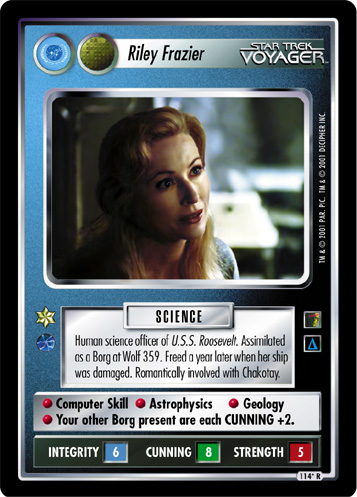 Riley Frazier
STAR TREK
VOYAGER
TM & © 2001 PAR. PIC. TM & © 2001 DECIPHER INC.
SCIENCE
Human science officer of U.S.S. Roosevelt. Assimilated
as a Borg at Wolf 359. Freed a year later when her ship
was damaged. Romantically involved with Chakotay.
• Computer Skill • Astrophysics • Geology
• Your other Borg present are each CUNNING +2.
INTEGRITY 6 CUNNING 8 STRENGTH 5
114* R